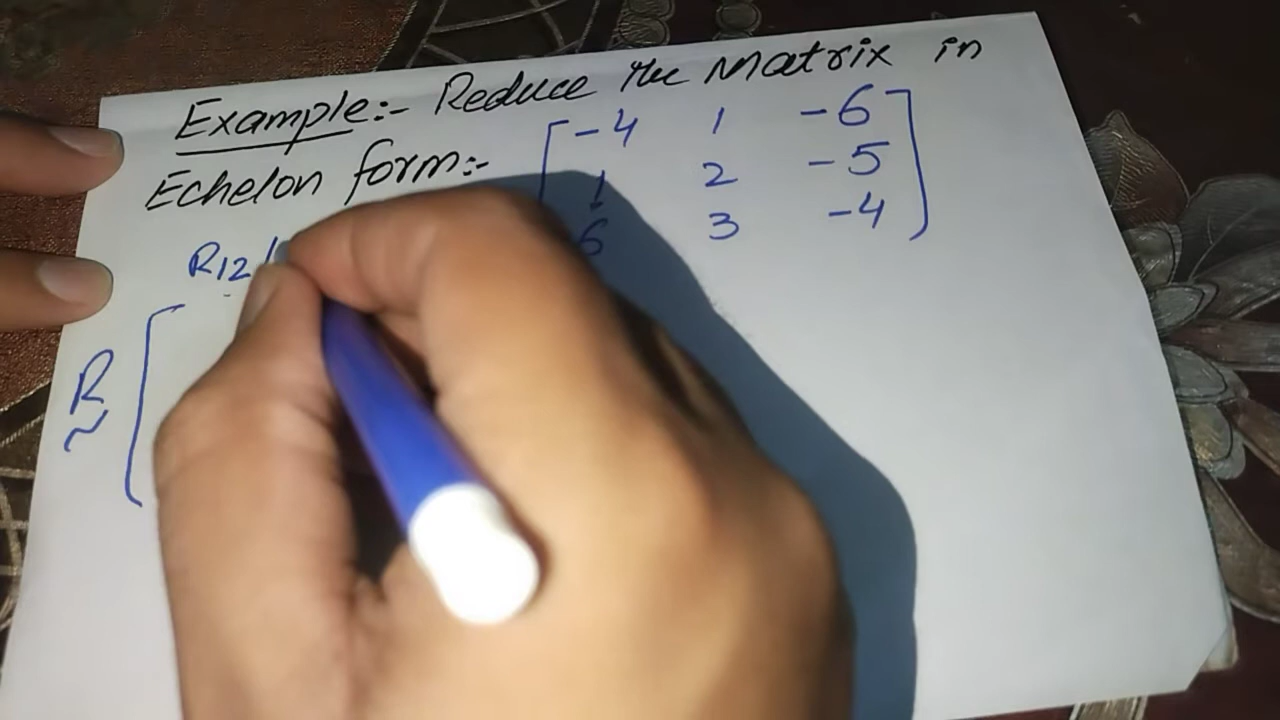 Example:- Reduce the Matrix in
Echelon form:-
-4 1 -6
1 2 -5
6 3 -4
R12
R
~